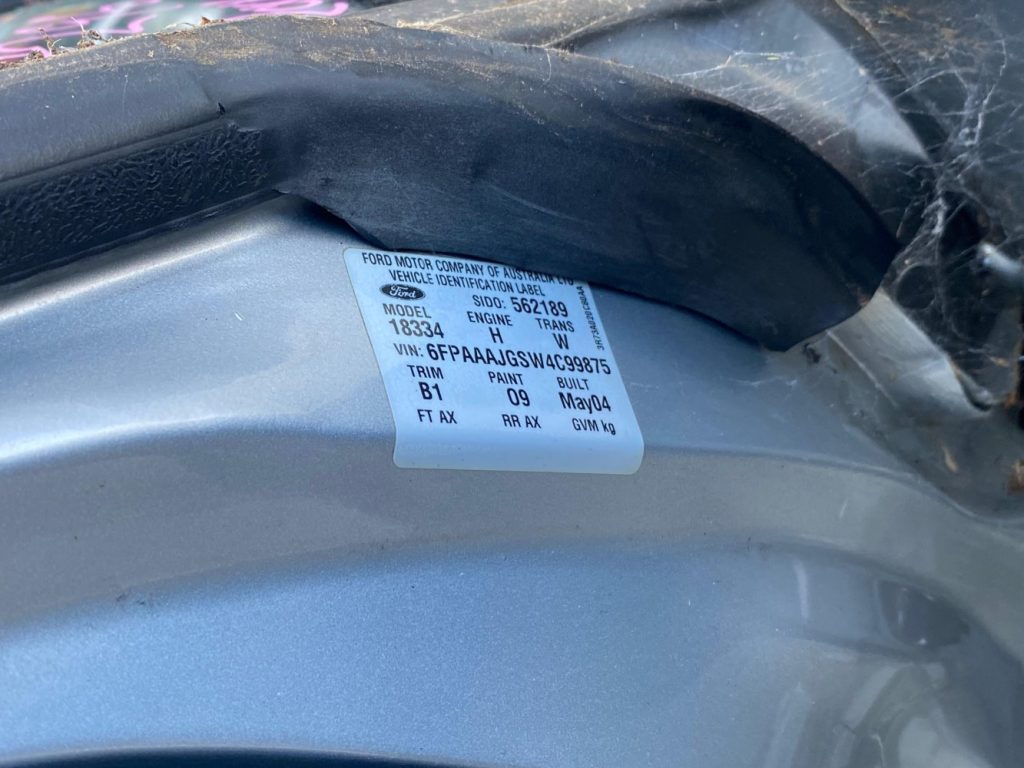 FORD MOTOR COMPANY OF AUSTRALIA LTD
VEHICLE IDENTIFICATION LABEL
Ford SIDO: 562189
MODEL ENGINE TRANS
18334 H W
VIN: 6FPAAAJGSW4C99875
TRIM PAINT BUILT
B1 09 May04
FT AX RR AX GVM kg